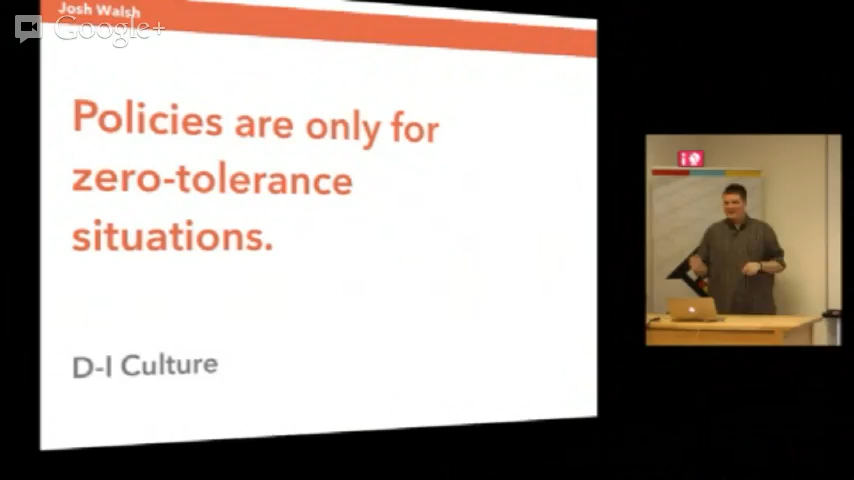 Josh Walsh
Google+
Policies are only for
zero-tolerance
situations.
D-I Culture